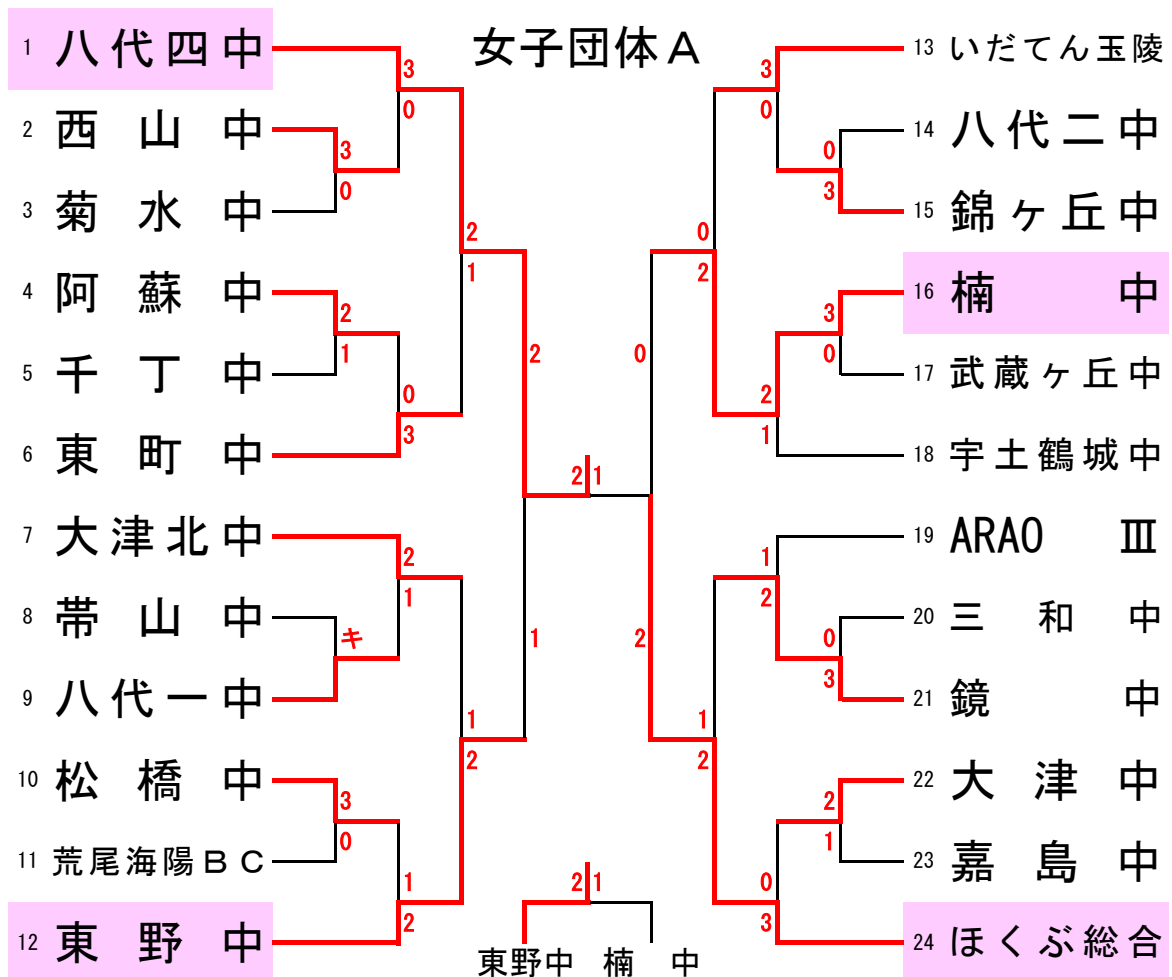 女子団体A
1 八代四中
2 西山中
3 菊水中
4 阿蘇中
5 千丁中
6 東町中
7 大津北中
8 帯山中
9 八代一中
10 松橋中
11 荒尾海陽BC
12 東野中
3
0
3
0
2
1
2
1
0
3
2
1
キ
3
0
1
2
1
2
2
1
2 1
2 1
東野中 楠中
0
2
3
0
0
3
0
2
3
0
2
1
1
2
0
3
1
2
2
1
0
3
13 いだてん玉陵
14 八代二中
15 錦ヶ丘中
16 楠中
17 武蔵ヶ丘中
18 宇土鶴城中
19 ARAO Ⅲ
20 三和中
21 鏡中
22 大津中
23 嘉島中
24 ほくぶ総合